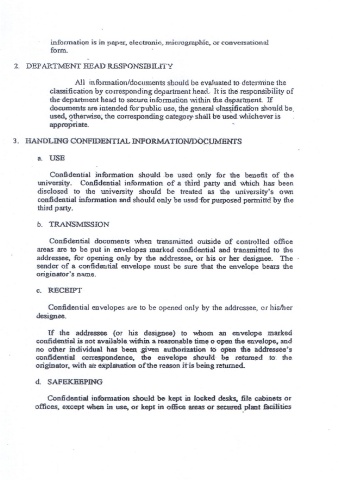 information is in paper, electronic, micrographic, or conversational
form.
2. DEPARTMENT HEAD RESPONSIBILITY
All information/documents should be evaluated to determine the
classification by corresponding department head. It is the responsibility of
the department head to secure information within the department. If
documents are intended for public use, the general classification should be
used, otherwise, the corresponding category shall be used whichever is
appropriate.
3. HANDLING CONFIDENTIAL INFORMATION/DOCUMENTS
a. USE
Confidential information should be used only for the benefit of the
university. Confidential information of a third party and which has been
disclosed to the university should be treated as the university's own
confidential information and should only be used for purposed permitted by the
third party.
b. TRANSMISSION
Confidential documents when transmitted outside of controlled office
areas are to be put in envelopes marked confidential and transmitted to the
addressee, for opening only by the addressee, or his or her designee. The
sender of a confidential envelope must be sure that the envelope bears the
originator's name.
c. RECEIPT
Confidential envelopes are to be opened only by the addressee, or his/her
designee.
If the addressee (or his designee) to whom an envelope marked
confidential is not available within a reasonable time o open the envelope, and
no other individual has been given authorization to open the addressee's
confidential correspondence, the envelope should be returned to the
originator, with an explanation of the reason it is being returned.
d. SAFEKEEPING
Confidential information should be kept in locked desks, file cabinets or
offices, except when in use, or kept in office areas or secured plant facilities